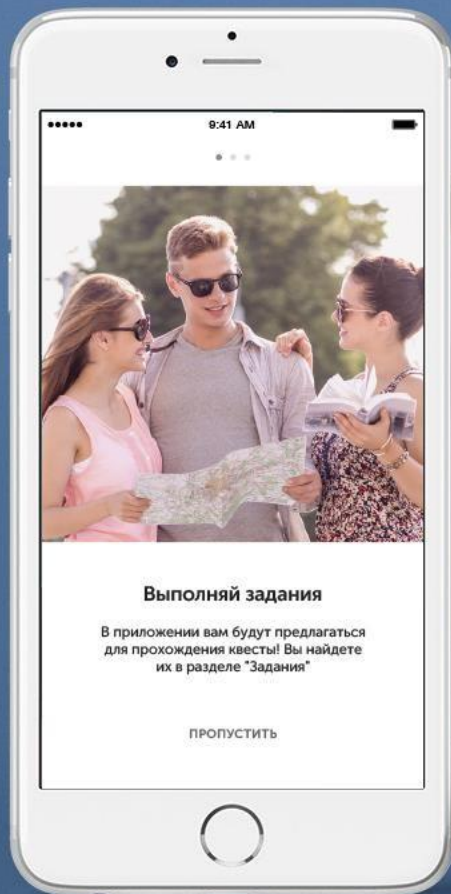 9:41 AM
Выполняй задания
В приложении вам будут предлагаться
для прохождения квесты! Вы найдете
их в разделе "Задания"
ПРОПУСТИТЬ